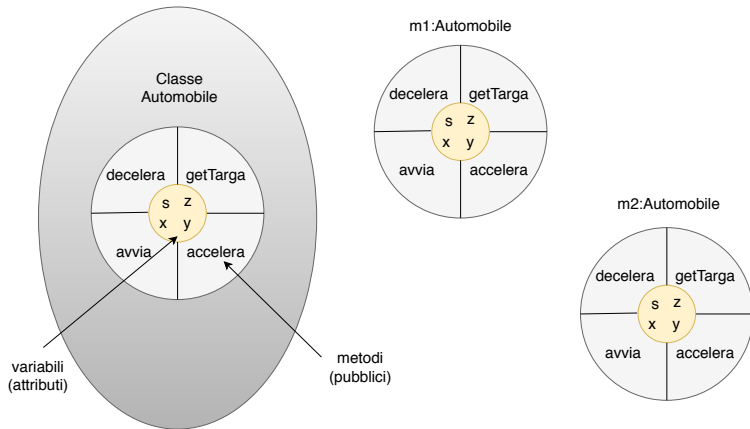 Classe
Automobile
decelera
getTarga
s z
x y
avvia
accelera
variabili
(attributi)
metodi
(pubblici)
m1:Automobile
decelera
getTarga
s z
x y
avvia
accelera
m2:Automobile
decelera
getTarga
s z
x y
avvia
accelera